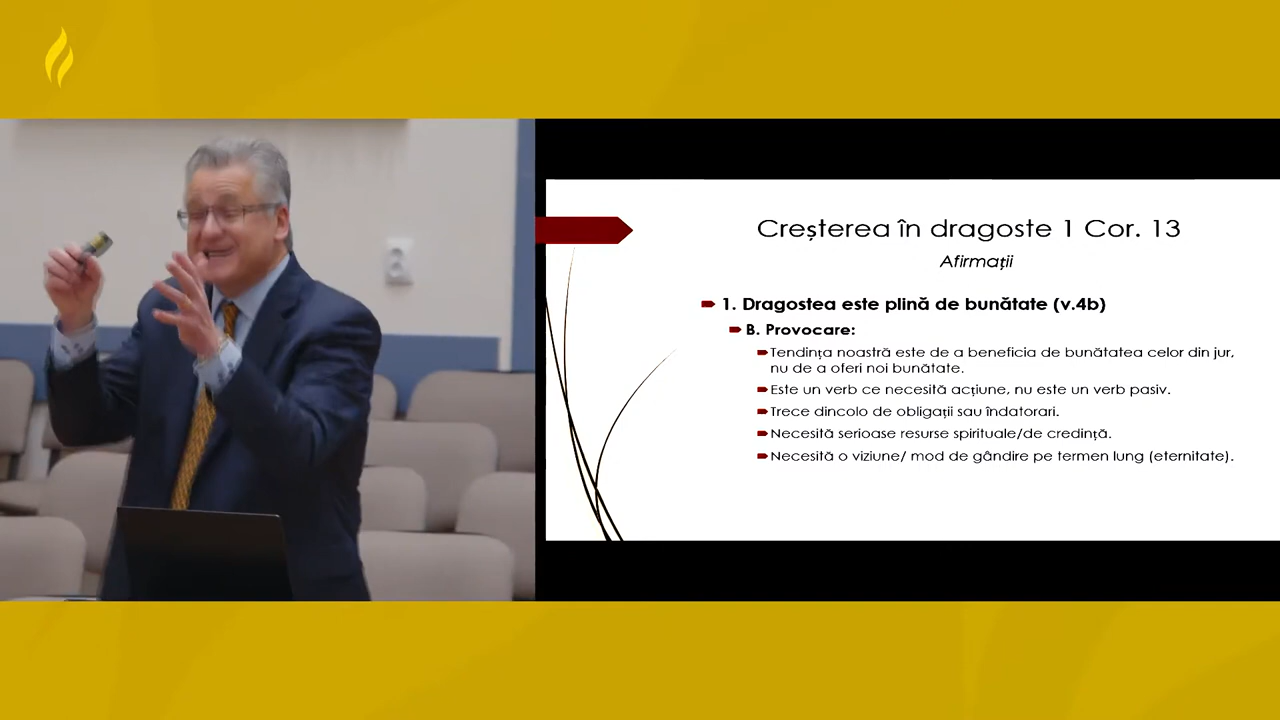 Creșterea în dragoste 1 Cor. 13
Afirmații
1. Dragostea este plină de bunătate (v.4b)
B. Provocare:
Tendința noastră este de a beneficia de bunătatea celor din jur,
nu de a oferi noi bunătate.
Este un verb ce necesită acțiune, nu este un verb pasiv.
Trece dincolo de obligații sau îndatorari.
Necesită serioase resurse spirituale/de credință.
Necesită o viziune/ mod de gândire pe termen lung (eternitate).